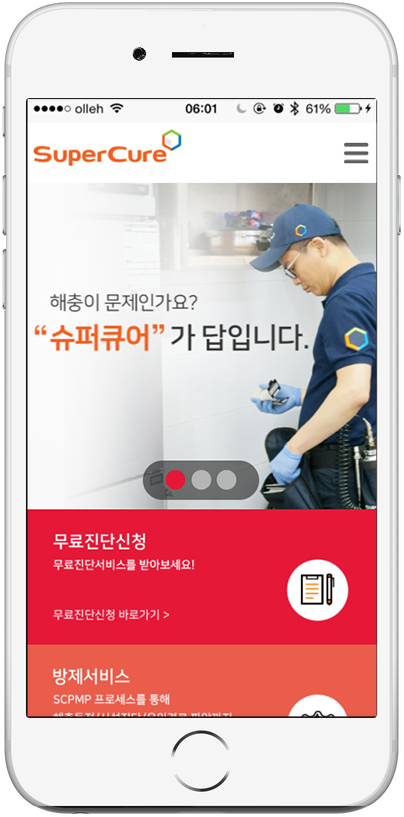 olleh 06:01 61%
SuperCure
해충이 문제인가요?
“슈퍼큐어”가 답입니다.
무료진단신청
무료진단서비스를 받아보세요!
무료진단신청 바로가기 >
방제서비스
SCPMP 프로세스를 통해